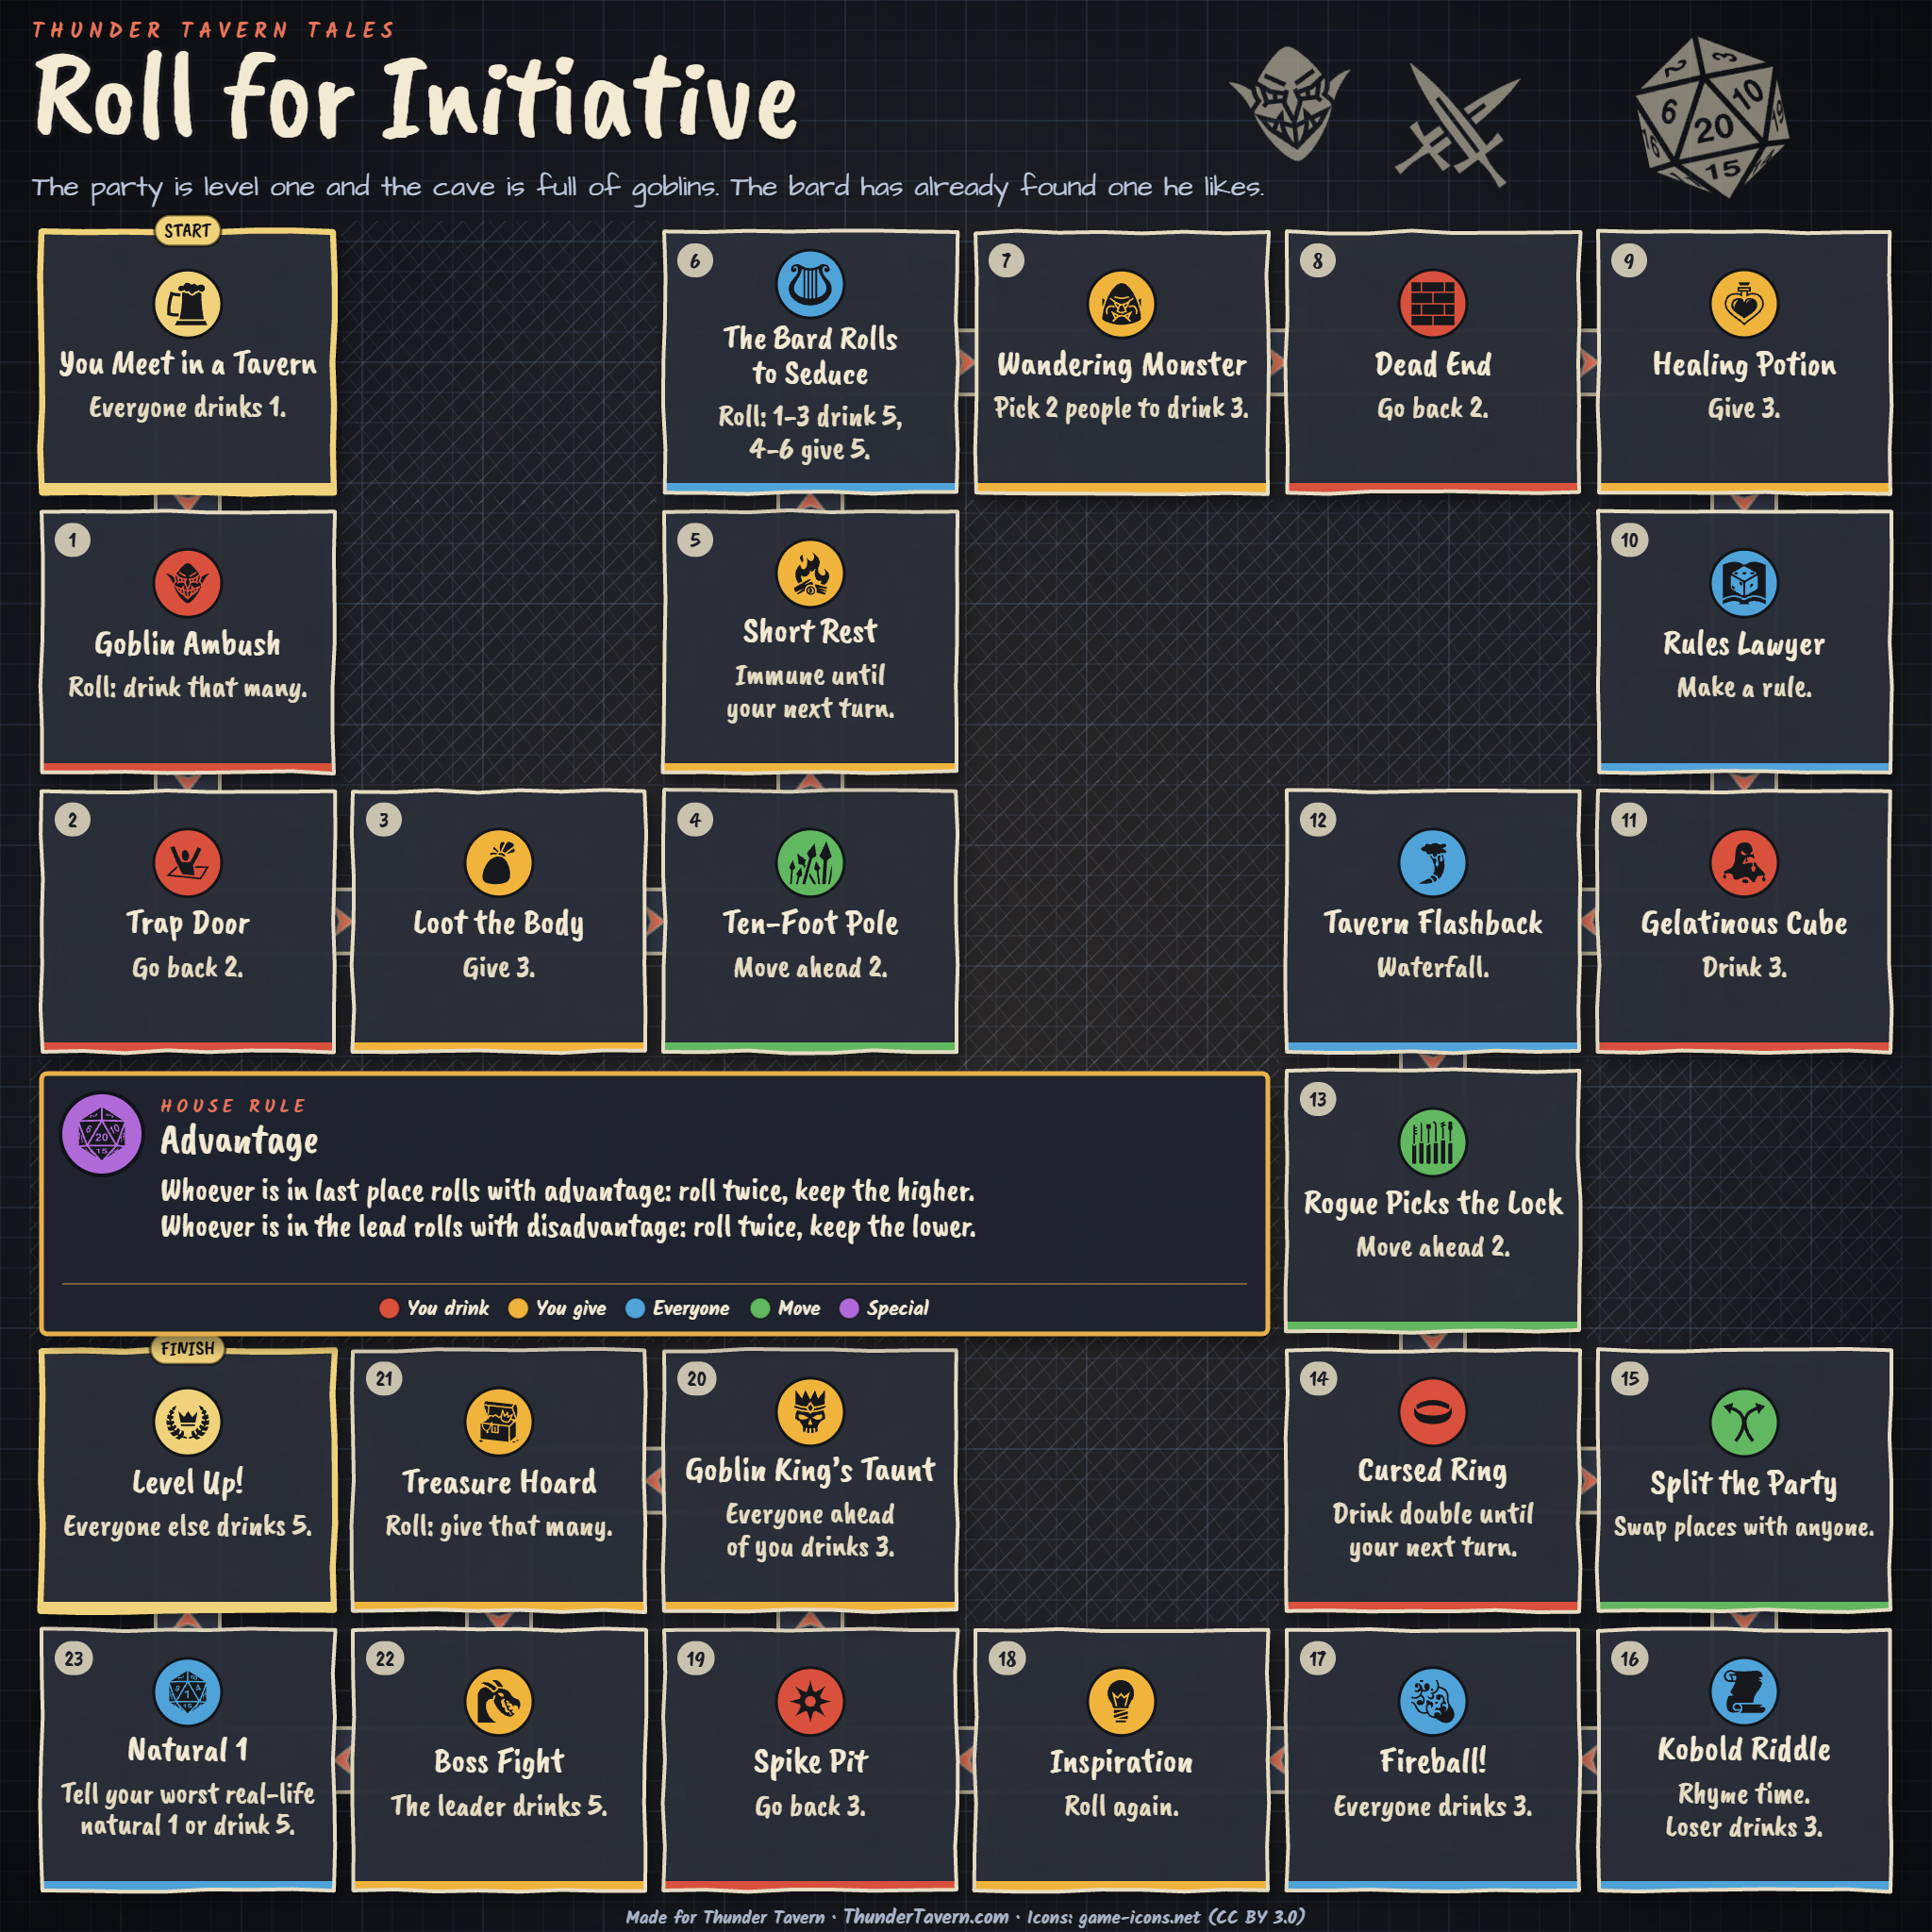 THUNDER TAVERN TALES
Roll for Initiative
The party is level one and the cave is full of goblins. The bard has already found one he likes.
2
3
6
10
20
19
16
15
START
You Meet in a Tavern
Everyone drinks 1.
6
The Bard Rolls
to Seduce
Roll: 1–3 drink 5,
4–6 give 5.
7
Wandering Monster
Pick 2 people to drink 3.
8
Dead End
Go back 2.
9
Healing Potion
Give 3.
1
Goblin Ambush
Roll: drink that many.
5
Short Rest
Immune until
your next turn.
10
Rules Lawyer
Make a rule.
2
Trap Door
Go back 2.
3
Loot the Body
Give 3.
4
Ten-Foot Pole
Move ahead 2.
12
Tavern Flashback
Waterfall.
11
Gelatinous Cube
Drink 3.
6
10
20
15
HOUSE RULE
Advantage
Whoever is in last place rolls with advantage: roll twice, keep the higher.
Whoever is in the lead rolls with disadvantage: roll twice, keep the lower.
You drink
You give
Everyone
Move
Special
13
Rogue Picks the Lock
Move ahead 2.
FINISH
Level Up!
Everyone else drinks 5.
21
Treasure Hoard
Roll: give that many.
20
Goblin King's Taunt
Everyone ahead
of you drinks 3.
14
Cursed Ring
Drink double until
your next turn.
15
Split the Party
Swap places with anyone.
23
1
Natural 1
Tell your worst real-life
natural 1 or drink 5.
22
Boss Fight
The leader drinks 5.
19
Spike Pit
Go back 3.
18
Inspiration
Roll again.
17
Fireball!
Everyone drinks 3.
16
Kobold Riddle
Rhyme time.
Loser drinks 3.
Made for Thunder Tavern · ThunderTavern.com · Icons: game-icons.net (CC BY 3.0)